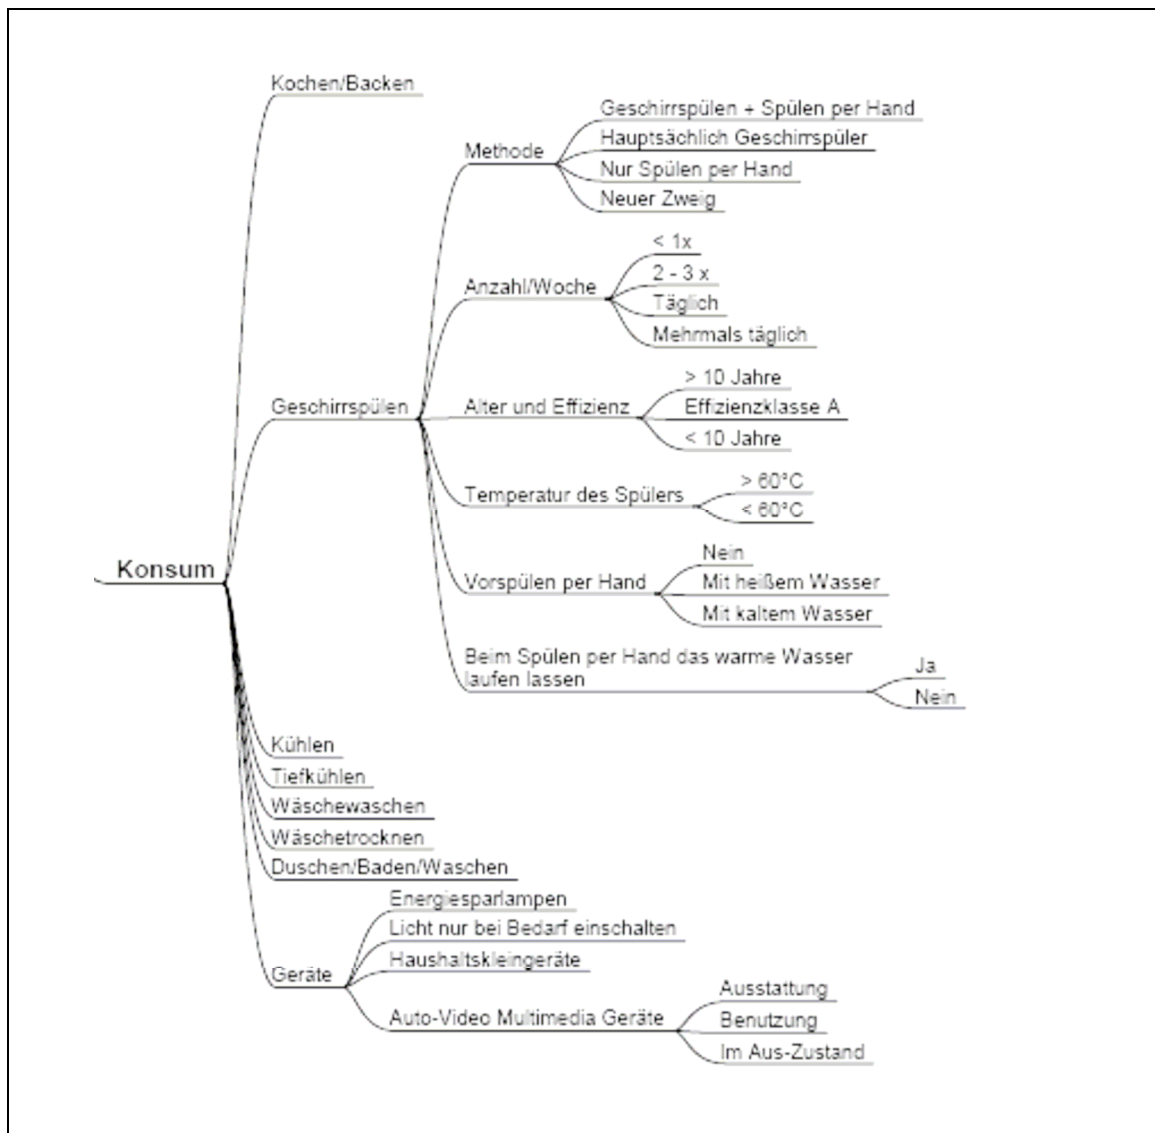 Kochen/Backen
Geschirrspülen + Spülen per Hand
Hauptsächlich Geschirrspüler
Methode
Nur Spülen per Hand
Neuer Zweig
< 1x
2 - 3 x
Anzahl/Woche
Täglich
Mehrmals täglich
> 10 Jahre
Geschirrspülen
Alter und Effizienz
Effizienzklasse A
< 10 Jahre
> 60°C
Temperatur des Spülers
< 60°C
Nein
Konsum
Vorspülen per Hand
Mit heißem Wasser
Mit kaltem Wasser
Beim Spülen per Hand das warme Wasser
laufen lassen
Ja
Nein
Kühlen
Tiefkühlen
Wäschewaschen
Wäschetrocknen
Duschen/Baden/Waschen
Energiesparlampen
Licht nur bei Bedarf einschalten
Haushaltskleingeräte
Geräte
Auto-Video Multimedia Geräte
Ausstattung
Benutzung
Im Aus-Zustand